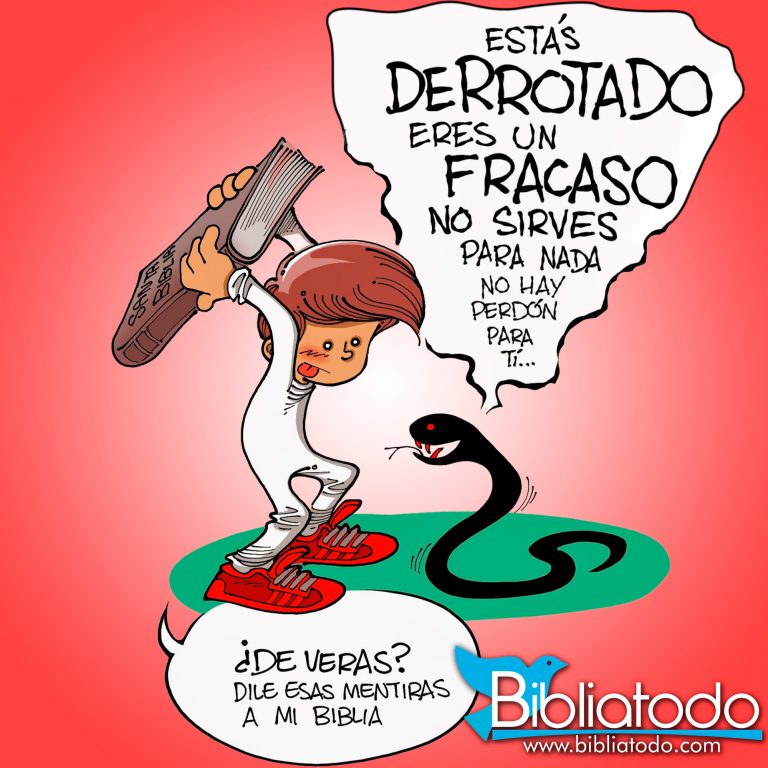 ESTÁS
DERROTADO
ERES UN
FRACASO
NO SIRVES
PARA NADA
NO HAY
PERDÓN
PARA
TÍ...
SANTA
BIBLIA
¿DE VERAS?
DILE ESAS MENTIRAS
A MI BIBLIA
Bibliatodo
www.bibliatodo.com